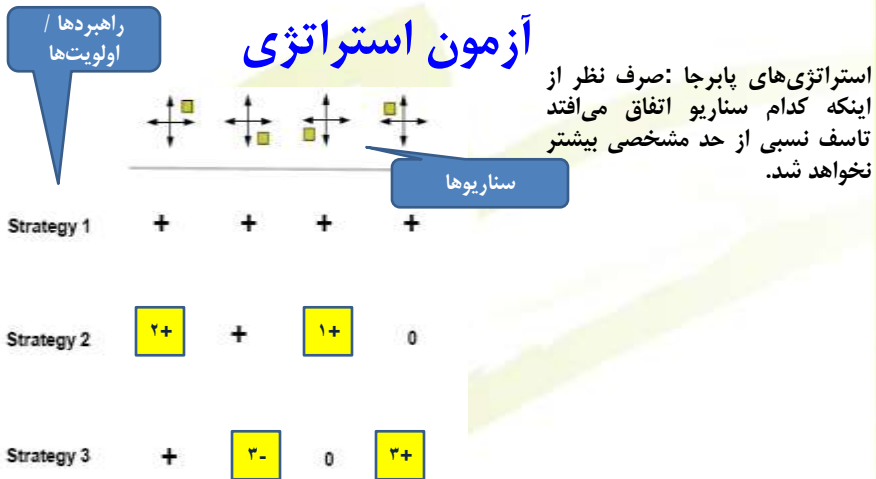 آزمون استراتژی
راهبردها /
اولویت‌ها
استراتژی‌های پابرجا :صرف نظر از
اینکه کدام سناریو اتفاق می‌افتد
تاسف نسبی از حد مشخصی بیشتر
نخواهد شد.
سناریوها
Strategy 1 + + + +
Strategy 2 +۲ + +۱ 0
Strategy 3 + -۳ 0 +۳